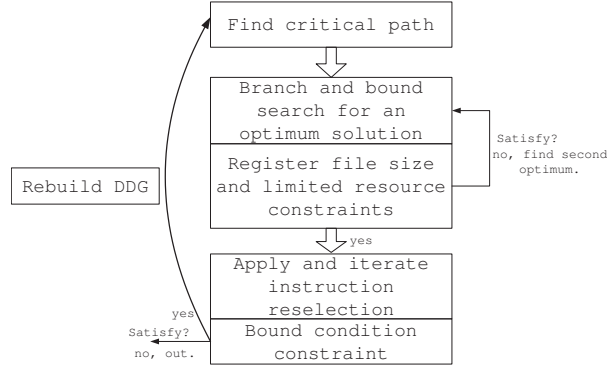 Find critical path
Branch and bound
search for an
optimum solution
Satisfy?
no, find second
optimum.
Register file size
and limited resource
constraints
Rebuild DDG
yes
Apply and iterate
instruction
reselection
yes
Satisfy?
no, out.
Bound condition
constraint